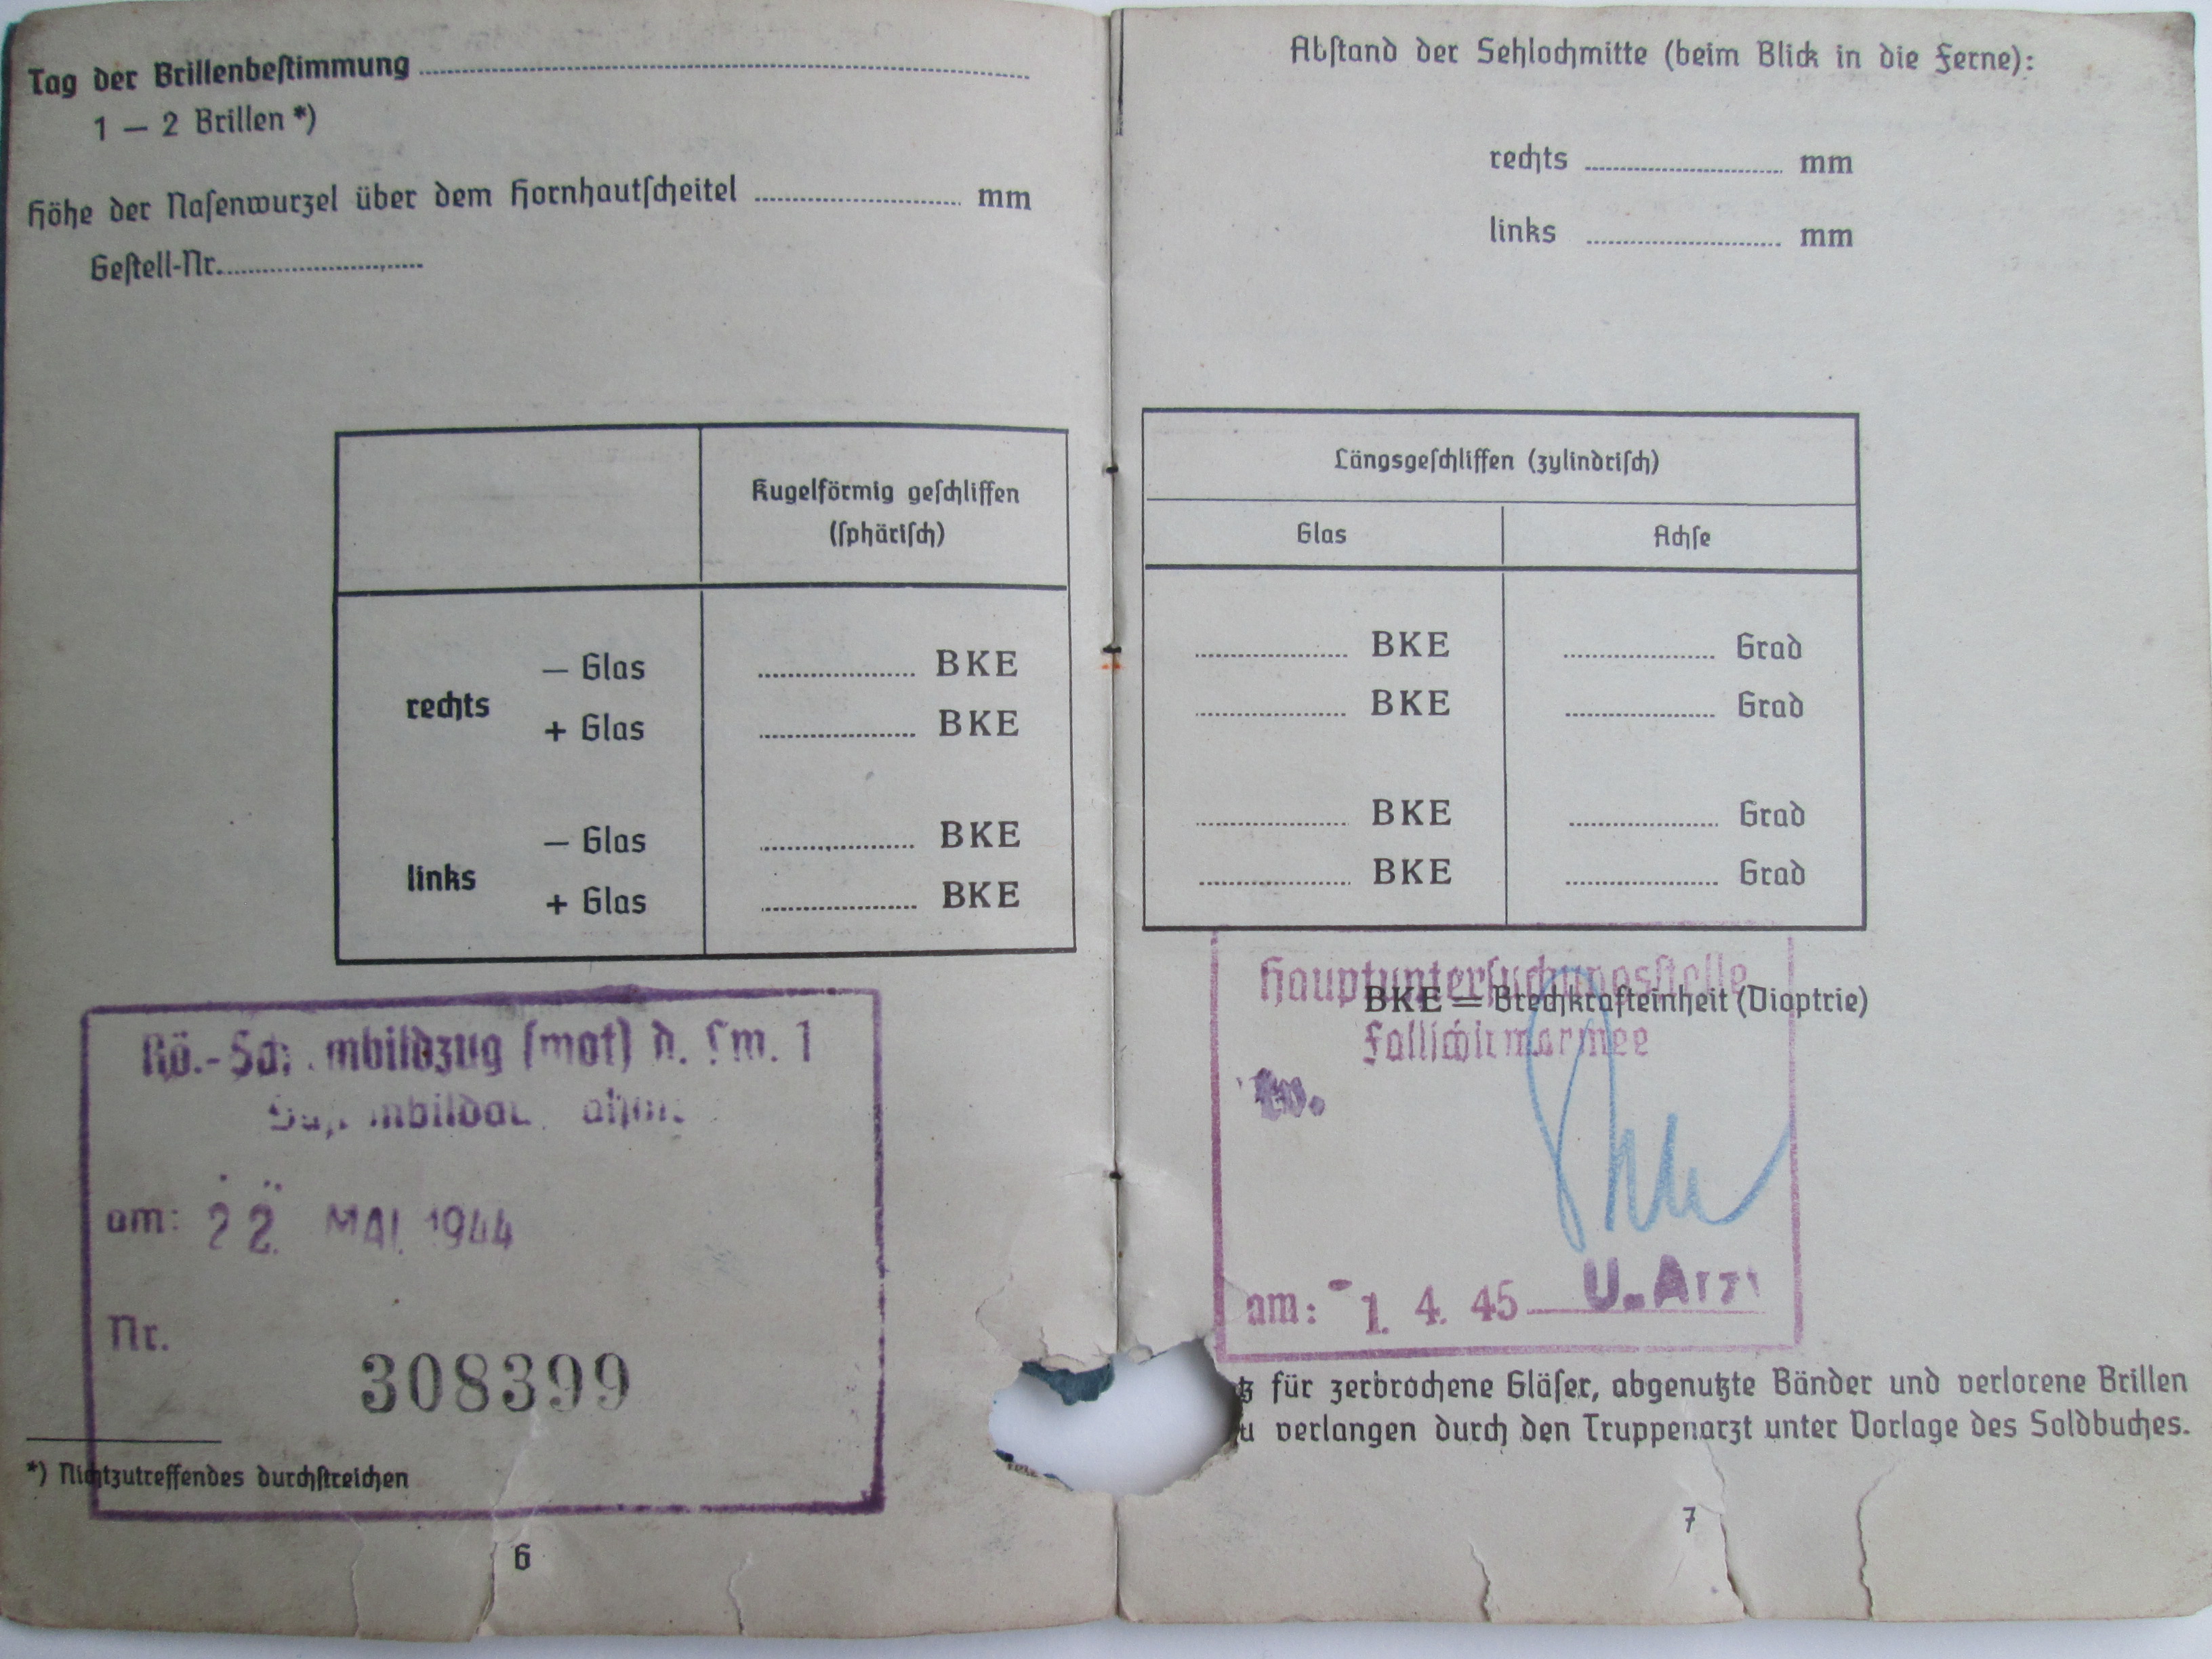 Tag der Brillenbestimmung
1 — 2 Brillen *)
Höhe der Nasenwurzel über dem Hornhautscheitel mm
Gestell-Nr.
Kugelförmig geschliffen
(sphärisch)
rechts
— Glas BKE
+ Glas BKE
links
— Glas BKE
+ Glas BKE
(mot) 1
am: 22. MAI 1944
Nr.
308399
*) Nichtzutreffendes durchstreichen
6
Abstand der Sehlochmitte (beim Blick in die Ferne):
rechts mm
links mm
Längsgeschliffen (zylindrisch)
Glas Achse
BKE Grad
BKE Grad
BKE Grad
BKE Grad
Hauptuntersuchungsstelle
BKE = Brechkrafteinheit (Dioptrie)
Fallschirmarmee
am: -1. 4. 45 U.Arzt
für zerbrochene Gläser, abgenutzte Bänder und verlorene Brillen
verlangen durch den Truppenarzt unter Vorlage des Soldbuches.
7